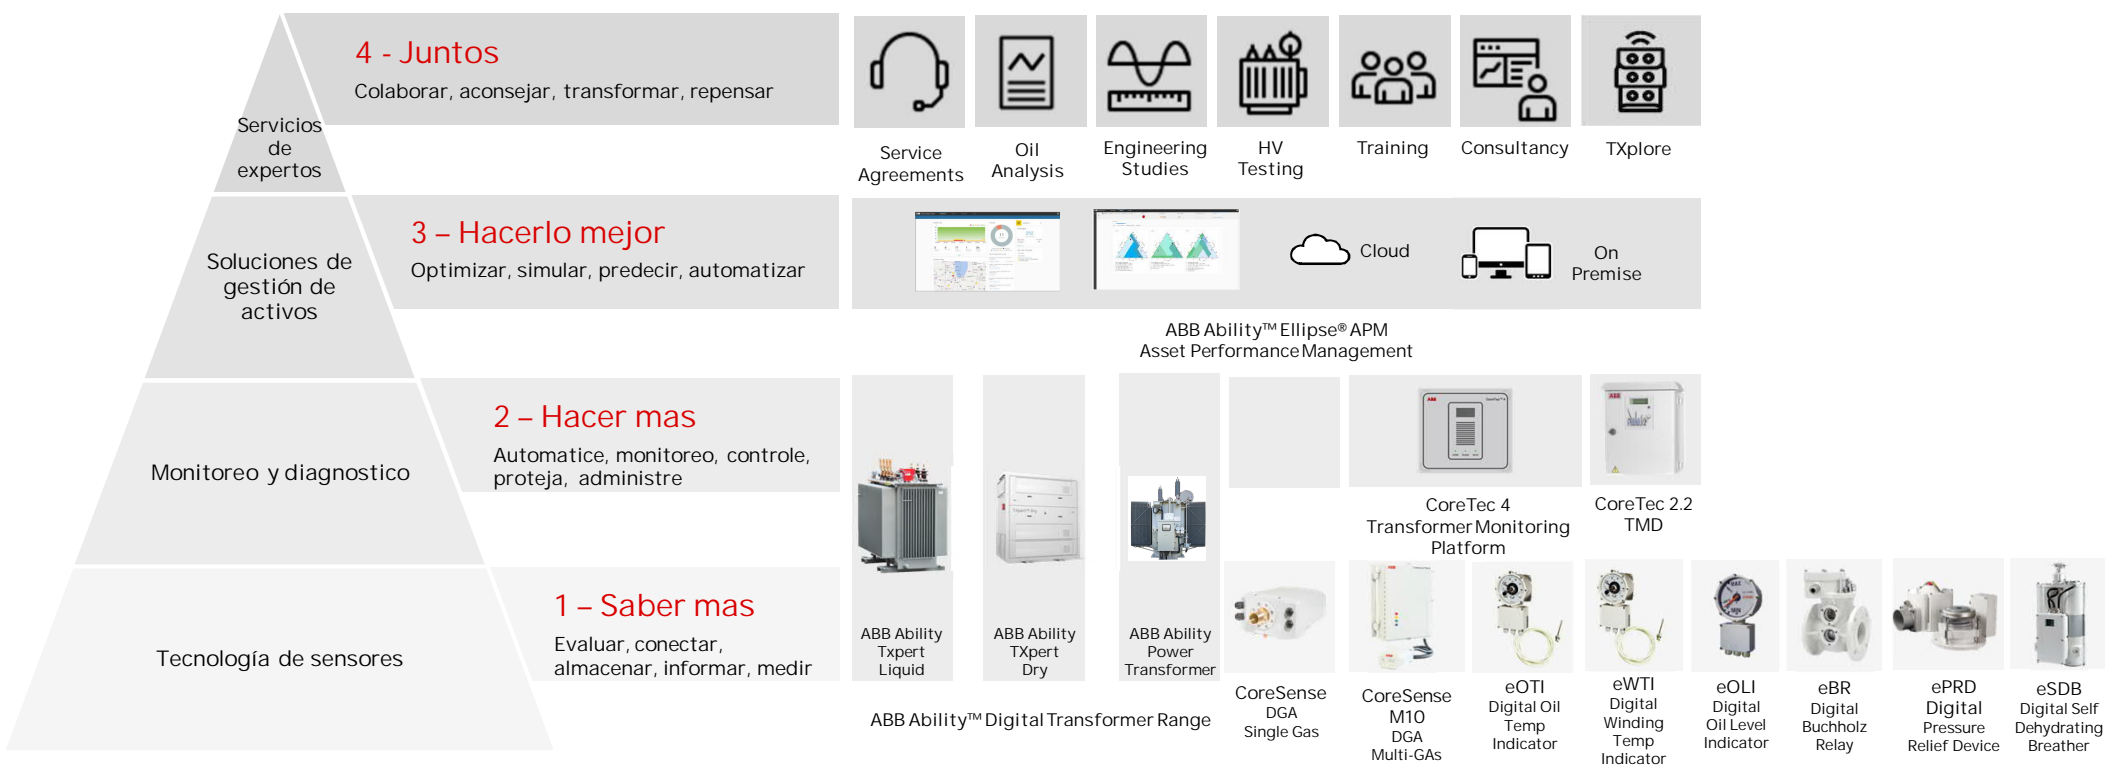 4 - Juntos
Colaborar, aconsejar, transformar, repensar
Servicios
de
expertos
Service
Agreements
Oil
Analysis
Engineering
Studies
HV
Testing
Training
Consultancy
TXplore
3 – Hacerlo mejor
Optimizar, simular, predecir, automatizar
Soluciones de
gestión de
activos
Cloud
On
Premise
ABB Ability™ Ellipse® APM
Asset Performance Management
2 – Hacer mas
Automatice, monitoreo, controle,
proteja, administre
Monitoreo y diagnostico
ABB
ABB
CoreTec 4
Transformer Monitoring
Platform
CoreTec 2.2
TMD
1 – Saber mas
Evaluar, conectar,
almacenar, informar, medir
Tecnología de sensores
ABB Ability
Txpert
Liquid
ABB Ability
TXpert
Dry
ABB Ability
Power
Transformer
ABB Ability™ Digital Transformer Range
CoreSense
DGA
Single Gas
CoreSense
M10
DGA
Multi-GAs
eOTI
Digital Oil
Temp
Indicator
eWTI
Digital
Winding
Temp
Indicator
MAX
MIN
eOLI
Digital
Oil Level
Indicator
eBR
Digital
Buchholz
Relay
ePRD
Digital
Pressure
Relief Device
eSDB
Digital Self
Dehydrating
Breather